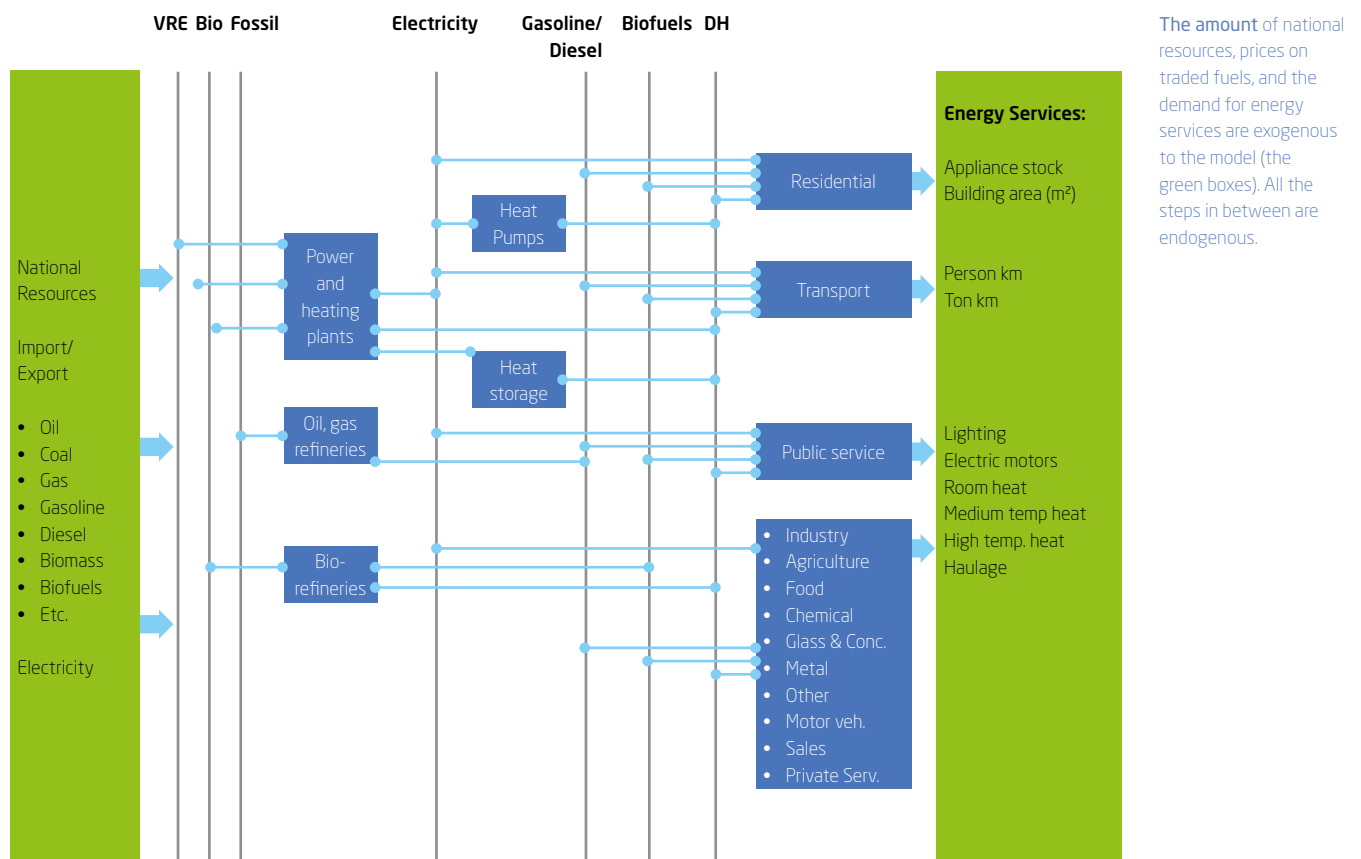 VRE Bio Fossil
Electricity
Gasoline/
Diesel
Biofuels DH
National
Resources
Import/
Export
• Oil
• Coal
• Gas
• Gasoline
• Diesel
• Biomass
• Biofuels
• Etc.
Electricity
Power
and
heating
plants
Oil, gas
refineries
Bio-
refineries
Heat
Pumps
Heat
storage
Residential
Transport
Public service
• Industry
• Agriculture
• Food
• Chemical
• Glass & Conc.
• Metal
• Other
• Motor veh.
• Sales
• Private Serv.
Energy Services:
Appliance stock
Building area (m²)
Person km
Ton km
Lighting
Electric motors
Room heat
Medium temp heat
High temp. heat
Haulage
The amount of national
resources, prices on
traded fuels, and the
demand for energy
services are exogenous
to the model (the
green boxes). All the
steps in between are
endogenous.